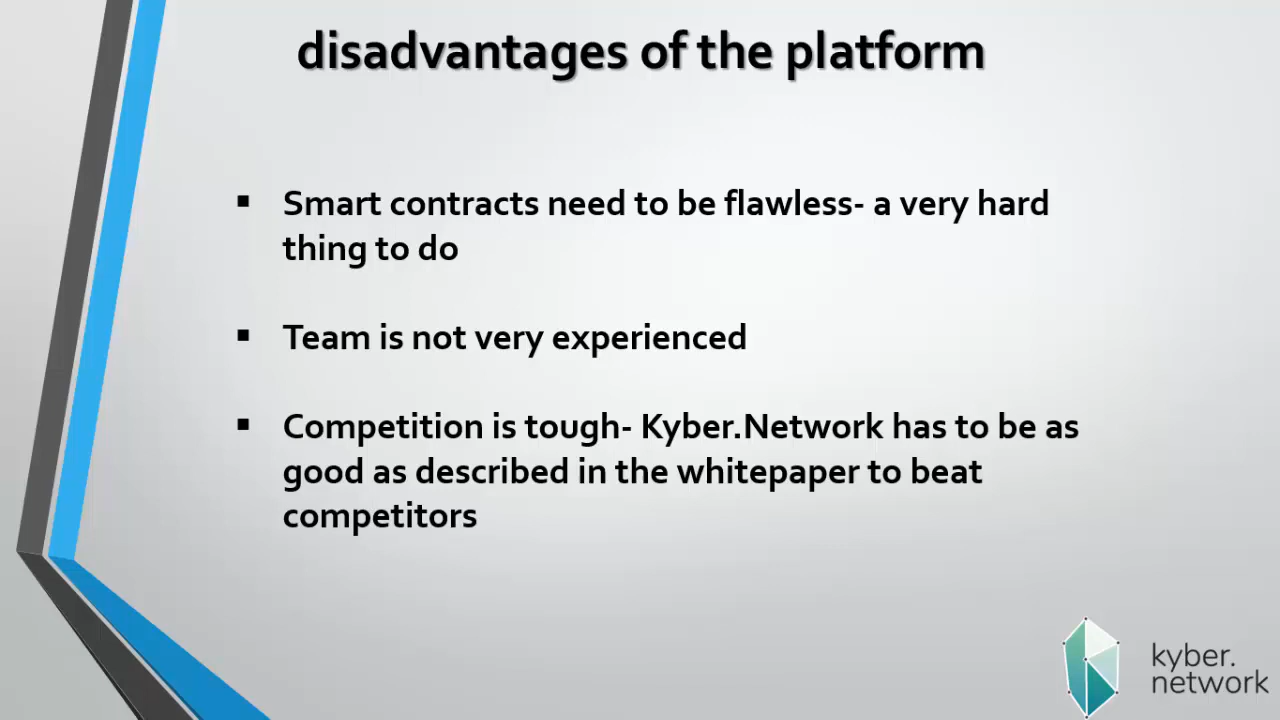 disadvantages of the platform
▪ Smart contracts need to be flawless- a very hard
thing to do
▪ Team is not very experienced
▪ Competition is tough- Kyber.Network has to be as
good as described in the whitepaper to beat
competitors
kyber.
network